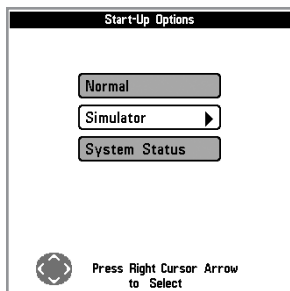 Start-Up Options
Normal
Simulator
System Status
Press Right Cursor Arrow
to Select